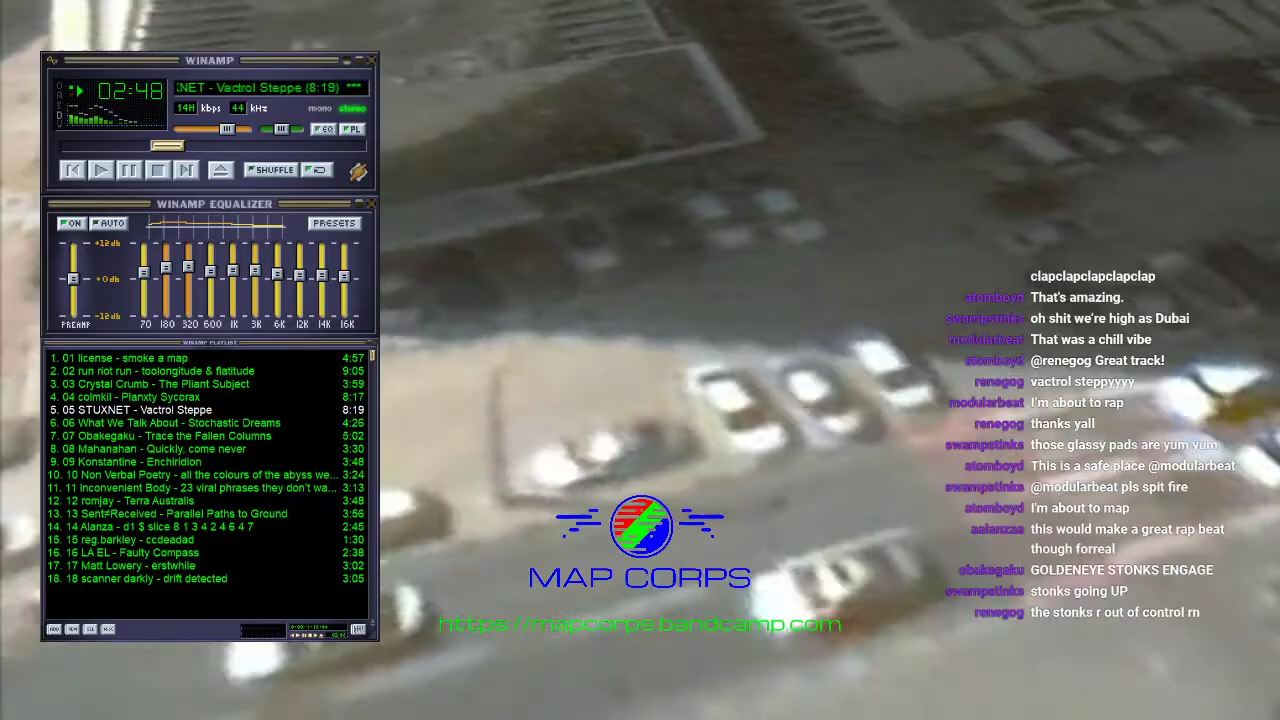 WINAMP
02:48
:NET - Vactrol Steppe (8:19) ***
14H kbps 44 kHz mono stereo
EQ PL
SHUFFLE
WINAMP EQUALIZER
ON AUTO PRESETS
+12db
+0db
-12db
PREAMP 70 180 320 600 1K 3K 6K 12K 14K 16K
WINAMP PLAYLIST
1. 01 license - smoke a map 4:57
2. 02 run riot run - toolongitude & flatitude 9:05
3. 03 Crystal Crumb - The Pliant Subject 3:59
4. 04 colmkil - Planxty Sycorax 8:17
5. 05 STUXNET - Vactrol Steppe 8:19
6. 06 What We Talk About - Stochastic Dreams 4:26
7. 07 Obakegaku - Trace the Fallen Columns 5:02
8. 08 Mahanahan - Quickly, come never 3:30
9. 09 Konstantine - Enchiridion 3:48
10. 10 Non Verbal Poetry - all the colours of the abyss we... 3:24
11. 11 Inconvenient Body - 23 viral phrases they don't wa... 3:13
12. 12 romjay - Terra Australis 3:48
13. 13 Sent≠Received - Parallel Paths to Ground 3:56
14. 14 Alanza - d1 $ slice 8 1 3 4 2 4 6 4 7 2:45
15. 15 reg.barkley - ccdeadad 1:30
16. 16 LA EL - Faulty Compass 2:38
17. 17 Matt Lowery - erstwhile 3:02
18. 18 scanner darkly - drift detected 3:05
ADD REM SEL MISC
MAP CORPS
https://mapcorps.bandcamp.com
clapclapclapclapclap
atomboyd That's amazing.
swampstinks oh shit we're high as Dubai
modularbeat That was a chill vibe
atomboyd @renegog Great track!
renegog vactrol steppyyyy
modularbeat I'm about to rap
renegog thanks yall
swampstinks those glassy pads are yum yum
atomboyd This is a safe place @modularbeat
swampstinks @modularbeat pls spit fire
atomboyd I'm about to map
aalanzaa this would make a great rap beat
though forreal
obakegaku GOLDENEYE STONKS ENGAGE
swampstinks stonks going UP
renegog the stonks r out of control rn